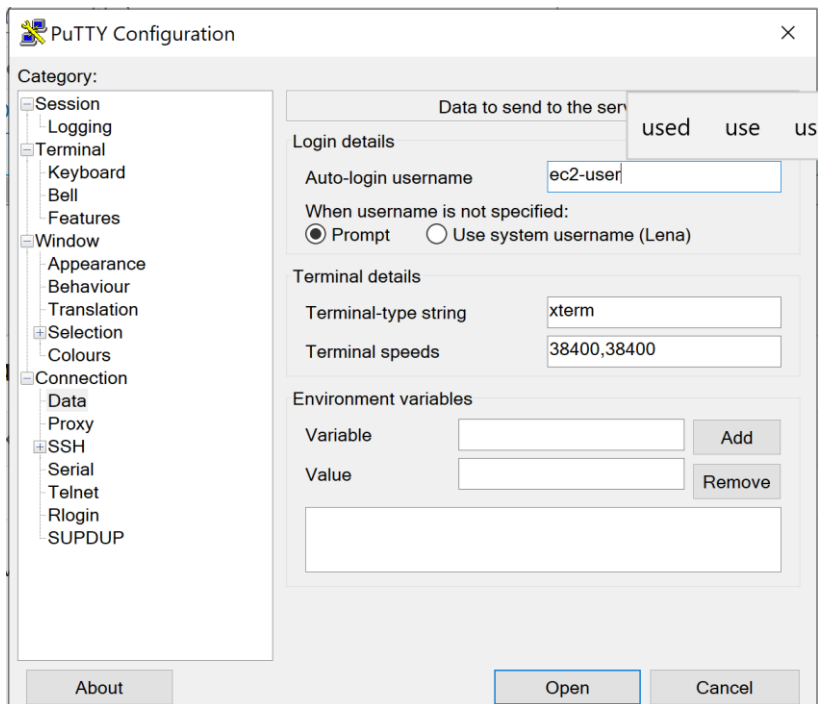 PuTTY Configuration
Category:
Session
Logging
Terminal
Keyboard
Bell
Features
Window
Appearance
Behaviour
Translation
Selection
Colours
Connection
Data
Proxy
SSH
Serial
Telnet
Rlogin
SUPDUP
Data to send to the
used use
Login details
Auto-login username ec2-user
When username is not specified:
Prompt Use system username (Lena)
Terminal details
Terminal-type string xterm
Terminal speeds 38400,38400
Environment variables
Variable Add
Value Remove
About Open Cancel